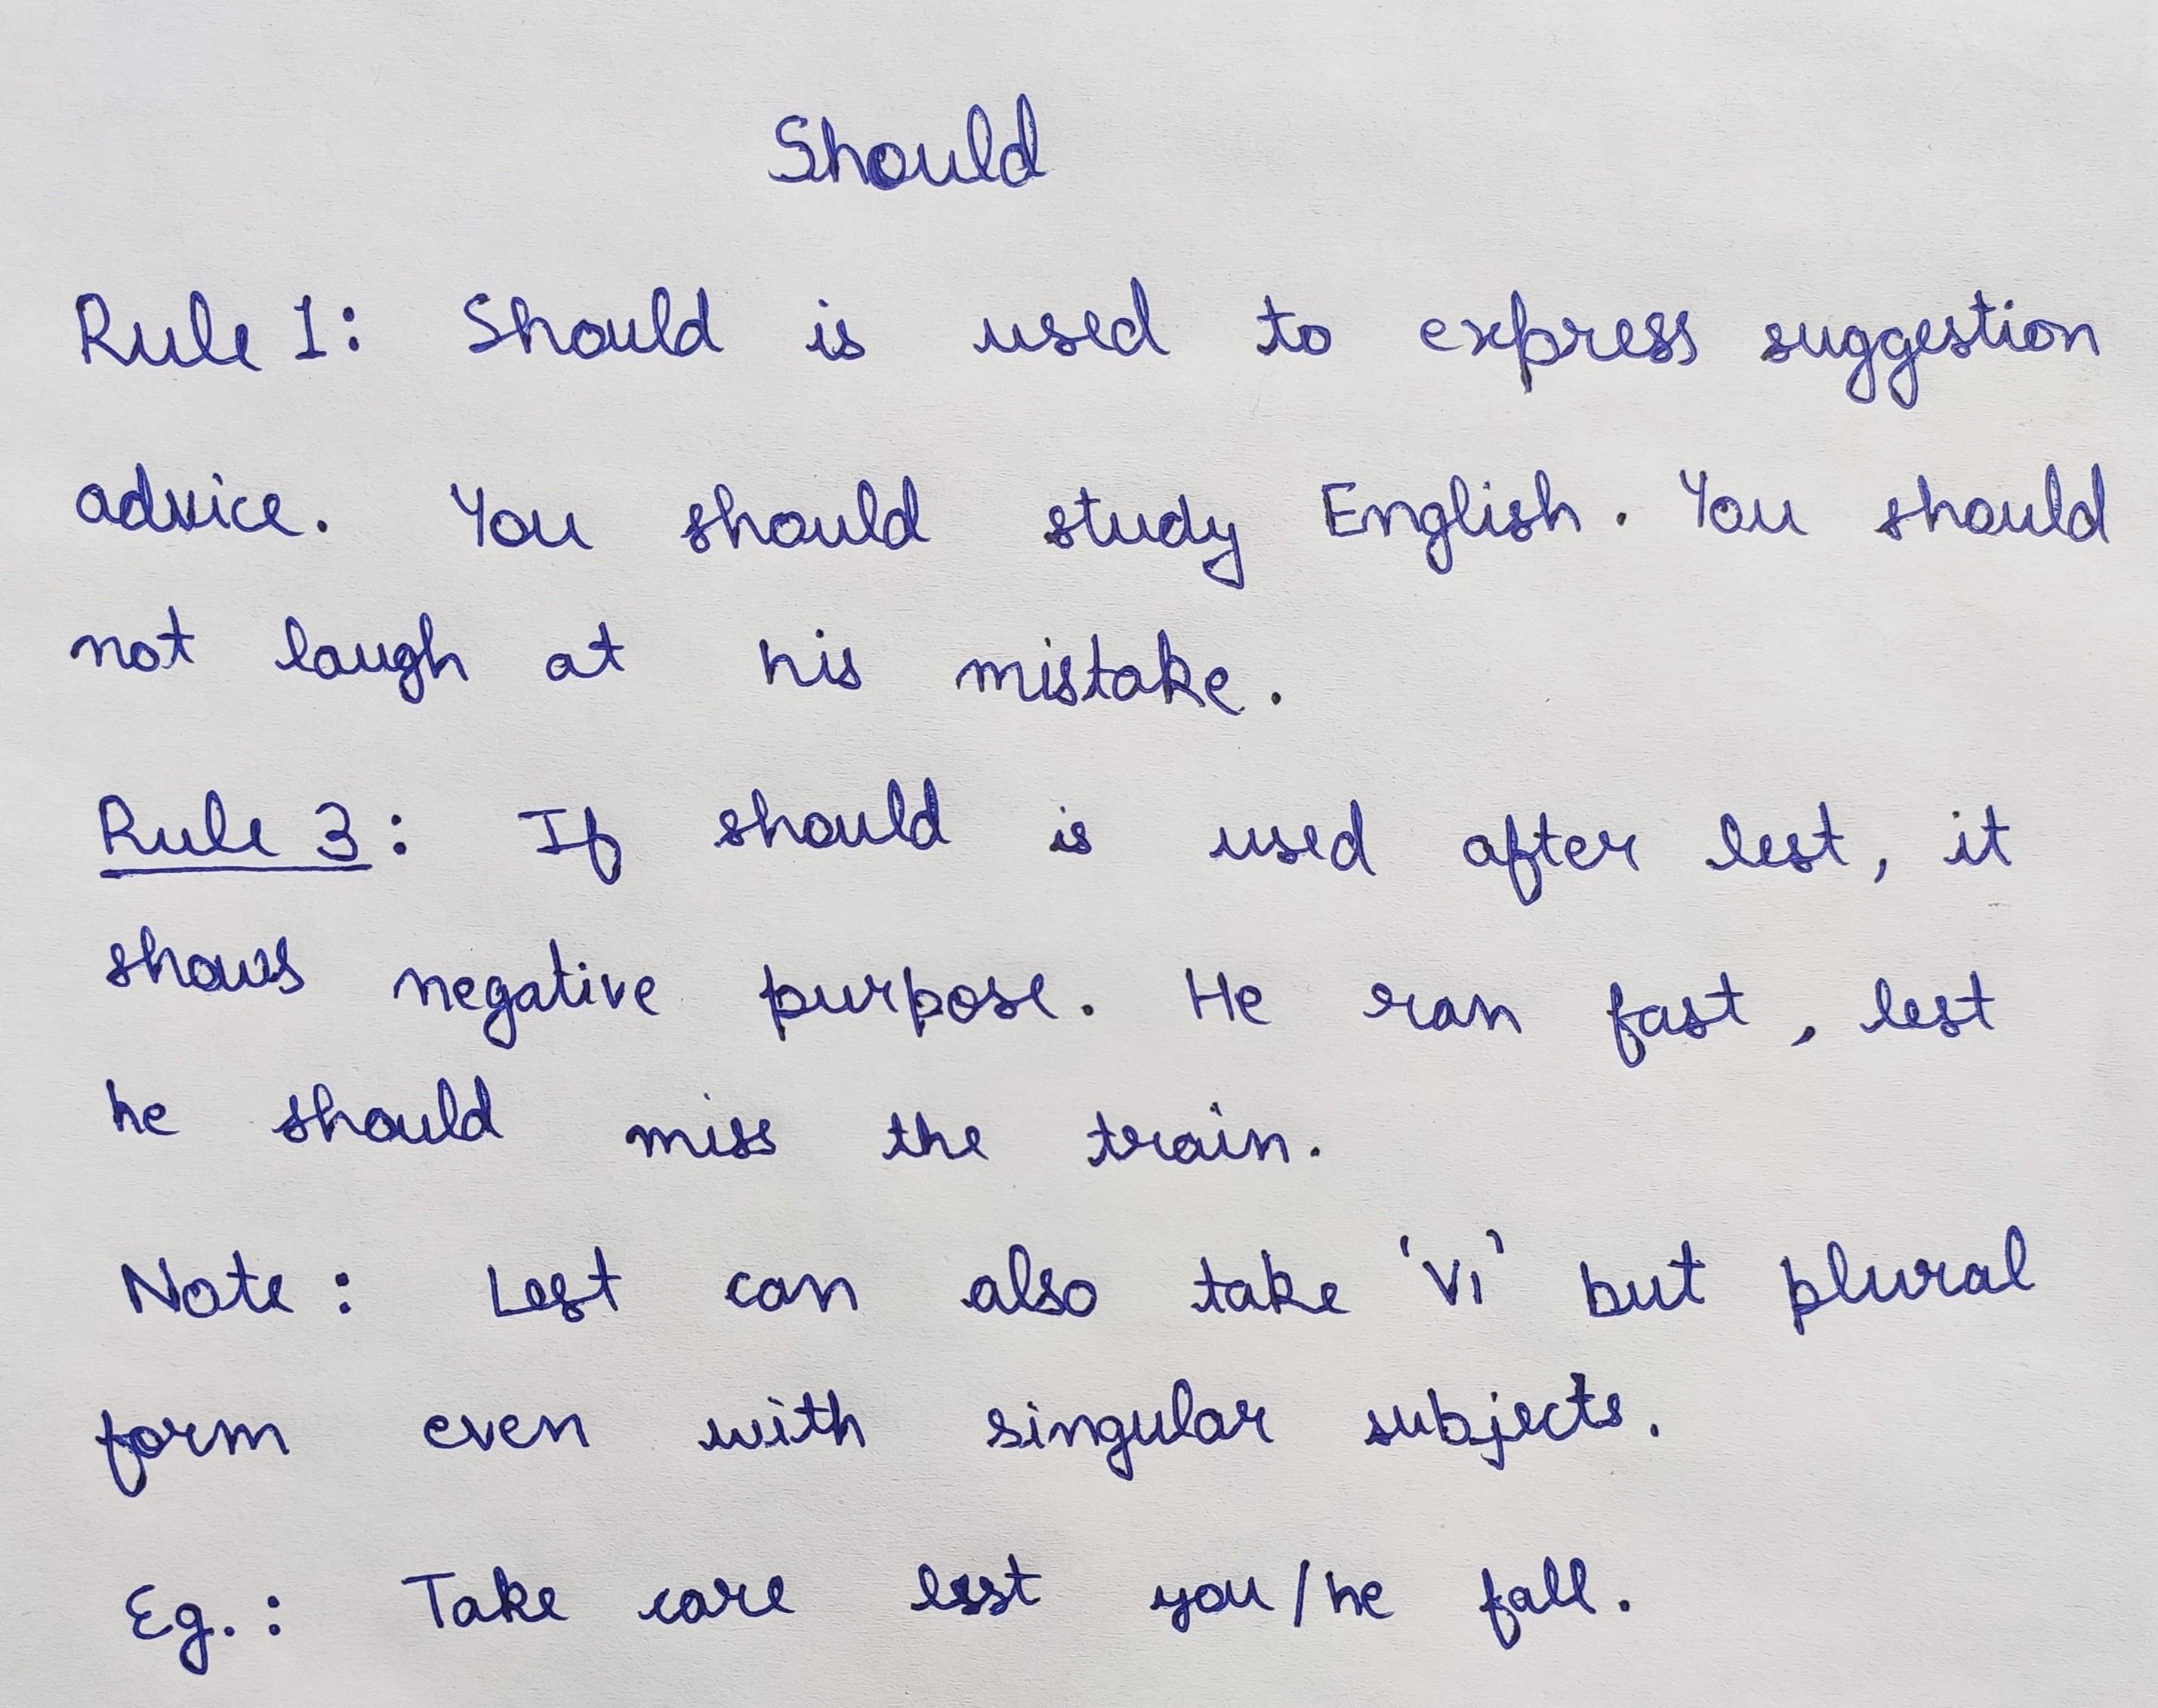 Should
Rule 1: Should is used to express suggestion
advice. You should study English. You should
not laugh at his mistake.
Rule 3: If should is used after lest, it
shows negative purpose. He ran fast, lest
he should miss the train.
Note: Lest can also take 'V1' but plural
form even with singular subjects.
Eg.: Take care lest you/he fall.